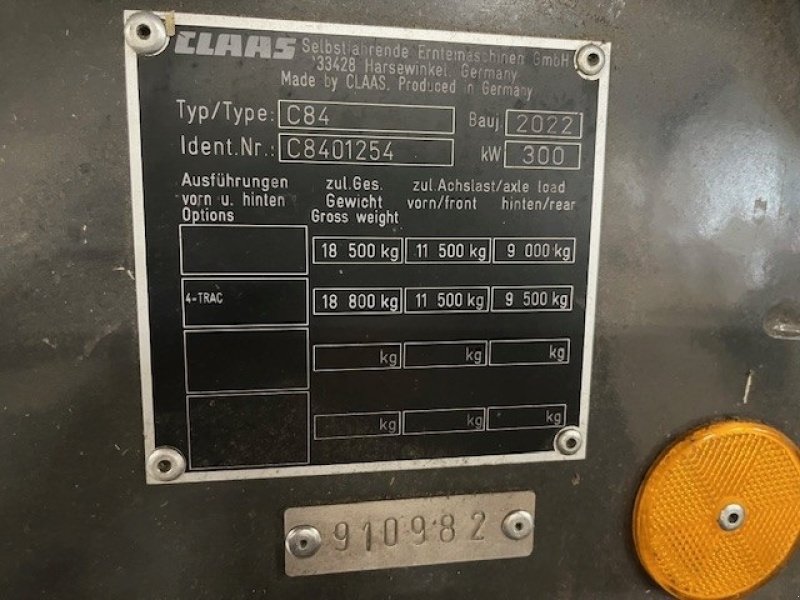 CLAAS Selbstfahrende Erntemaschinen GmbH
33428 Harsewinkel, Germany
Made by CLAAS. Produced in Germany
Typ/Type: C84 Bauj. 2022
Ident.Nr.: C8401254 kW 300
Ausführungen zul.Ges. zul.Achslast/axle load
vorn u. hinten Gewicht vorn/front hinten/rear
Options Gross weight
18 500 kg 11 500 kg 9 000 kg
4-TRAC 18 800 kg 11 500 kg 9 500 kg
kg kg kg
kg kg kg
910982